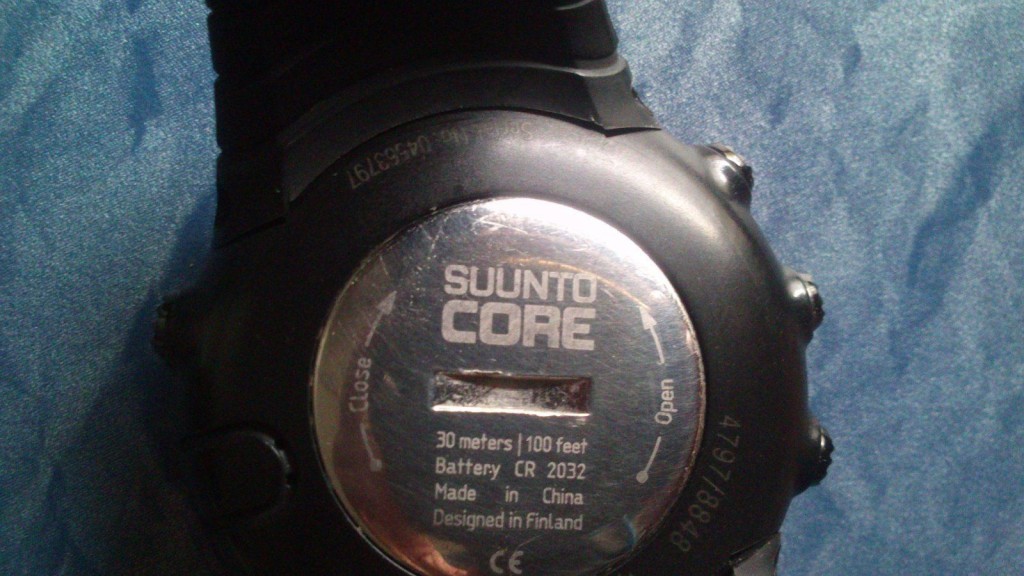 04563797
SUUNTO
CORE
Close
Open
30 meters | 100 feet
Battery CR 2032
Made in China
Designed in Finland
CE
4797/8848